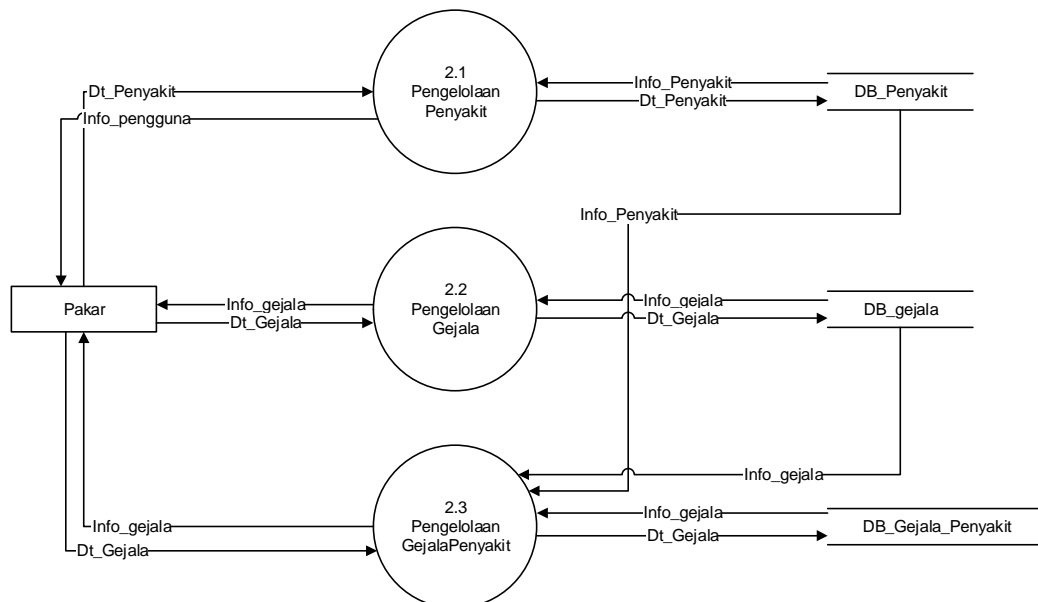 2.1
Pengelolaan
Penyakit
Dt_Penyakit
Info_pengguna
Info_Penyakit
Dt_Penyakit
DB_Penyakit
Info_Penyakit
Pakar
Info_gejala
Dt_Gejala
2.2
Pengelolaan
Gejala
Info_gejala
Dt_Gejala
DB_gejala
Info_gejala
Info_gejala
Dt_Gejala
2.3
Pengelolaan
GejalaPenyakit
Info_gejala
Dt_Gejala
DB_Gejala_Penyakit